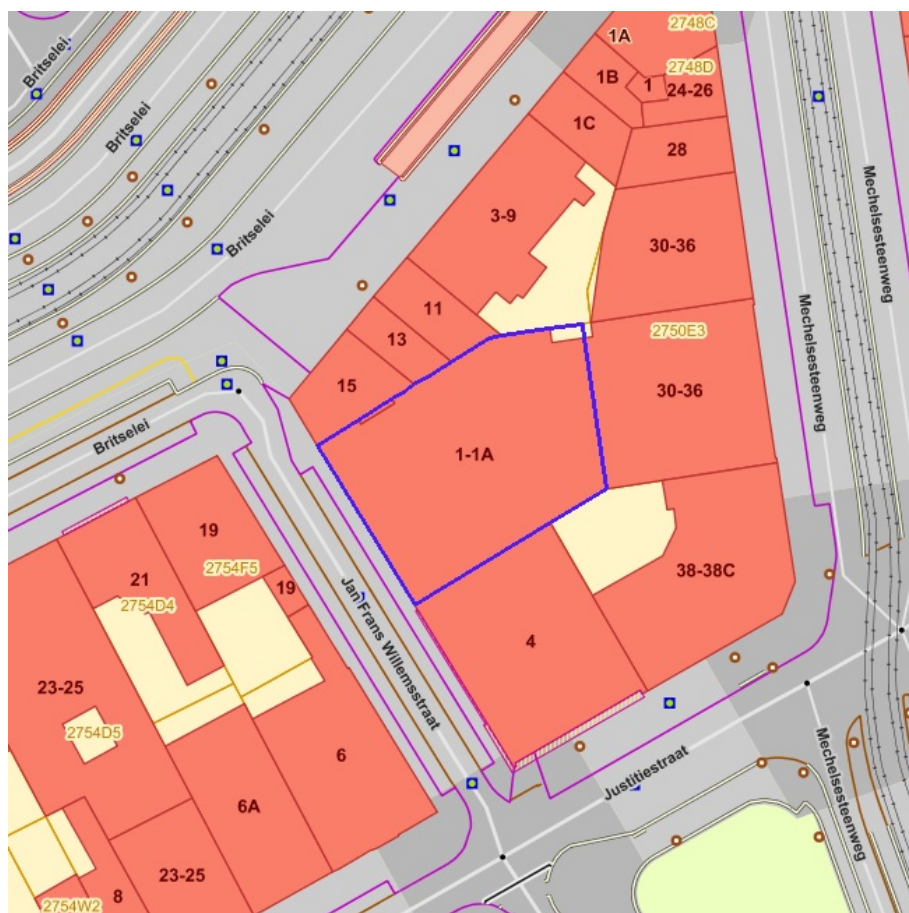 1A
2748C
Britselei
1B
2748D
1
24-26
Britselei
1C
28
Mechelsesteenweg
3-9
Britselei
30-36
11
Mechelsesteenweg
2750E3
13
15
30-36
Britselei
1-1A
19
2754F5
38-38C
21
19
2754D4
Jan Frans Willemsstraat
4
23-25
2754D5
6
Justitiestraat
Mechelsesteenweg
6A
23-25
8
2754W2